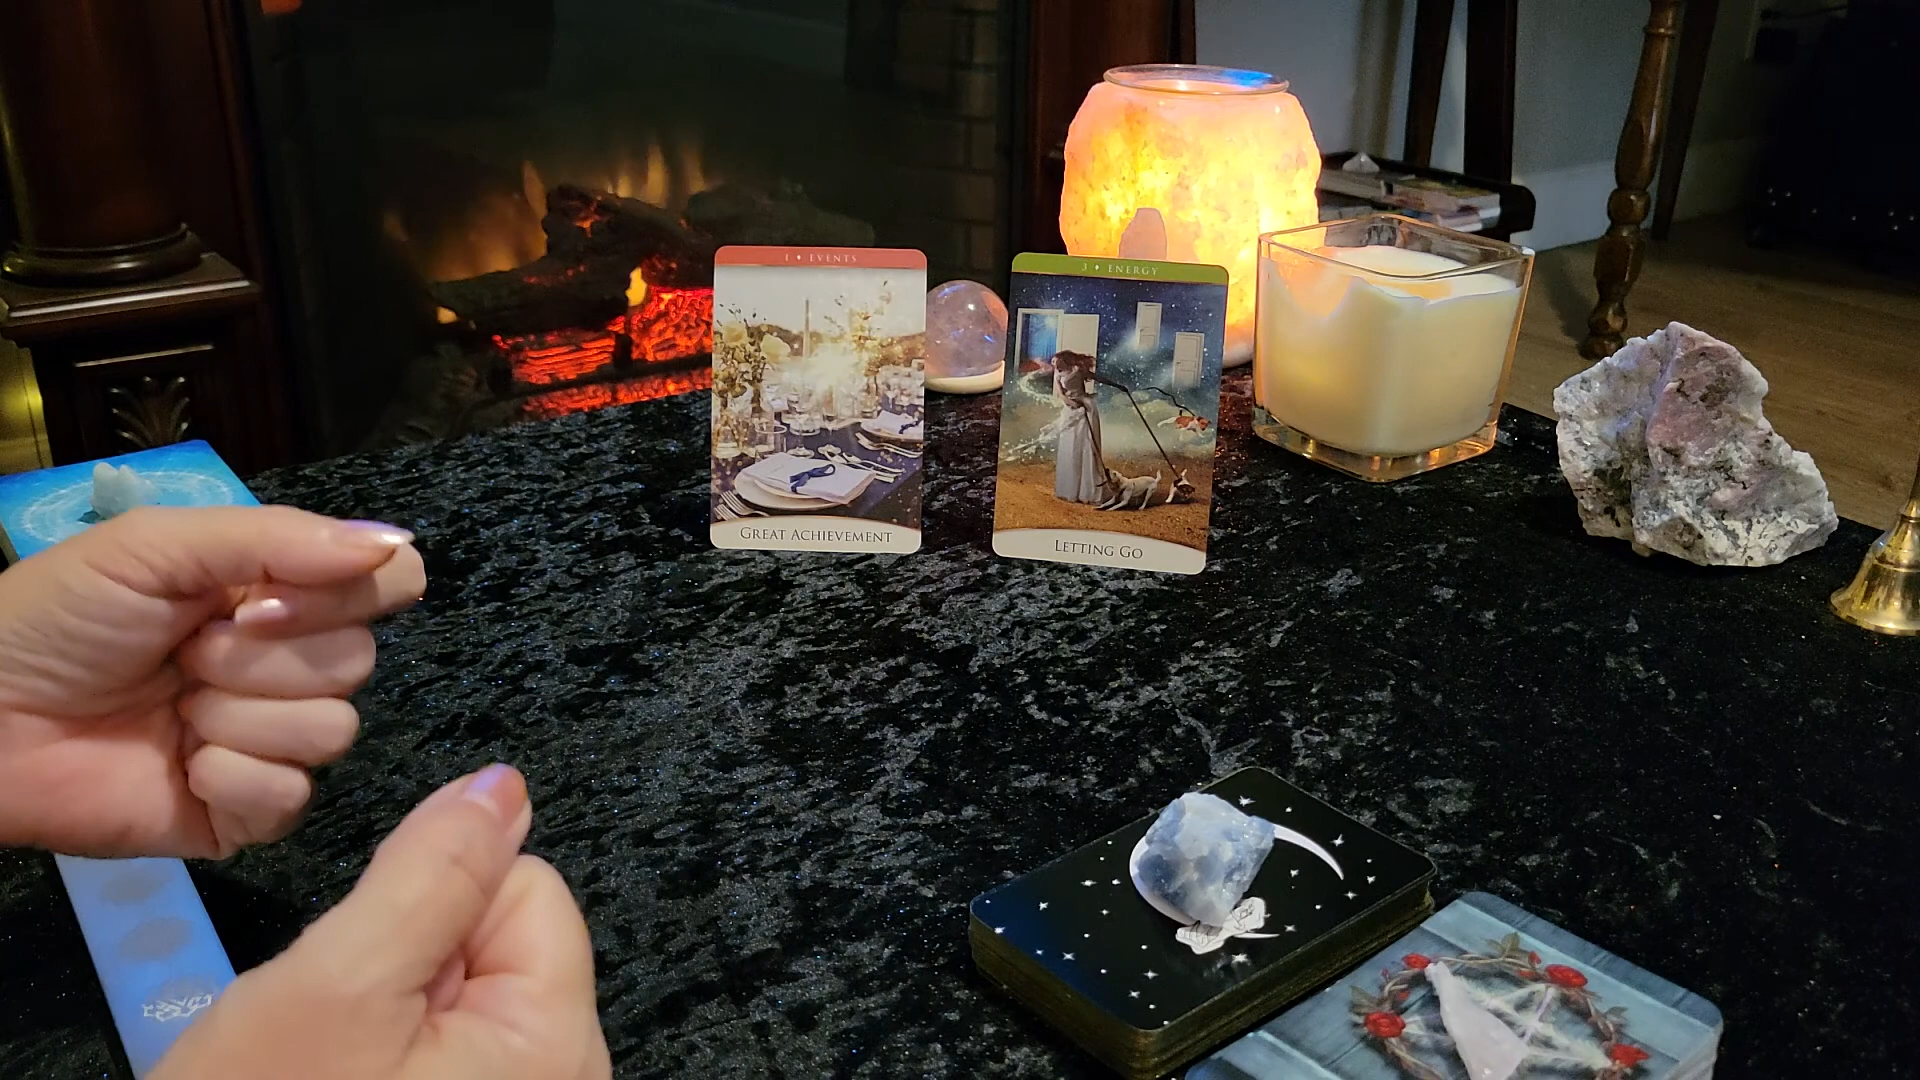 1 ♦ EVENTS
GREAT ACHIEVEMENT
3 ♦ ENERGY
LETTING GO